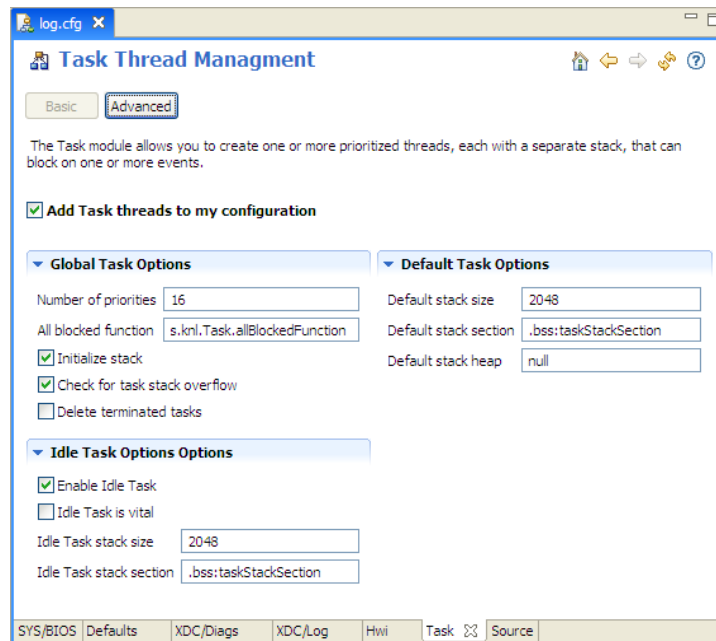 log.cfg
Task Thread Managment
Basic Advanced
The Task module allows you to create one or more prioritized threads, each with a separate stack, that can
block on one or more events.
Add Task threads to my configuration
Global Task Options
Number of priorities 16
All blocked function s.knl.Task.allBlockedFunction
Initialize stack
Check for task stack overflow
Delete terminated tasks
Default Task Options
Default stack size 2048
Default stack section .bss:taskStackSection
Default stack heap null
Idle Task Options Options
Enable Idle Task
Idle Task is vital
Idle Task stack size 2048
Idle Task stack section .bss:taskStackSection
SYS/BIOS Defaults XDC/Diags XDC/Log Hwi Task Source